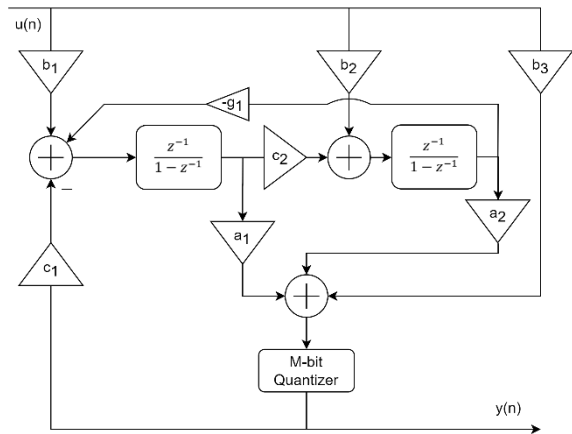 u(n)
b1
b2
b3
-g1
z^{-1}
1 − z^{-1}
c2
z^{-1}
1 − z^{-1}
−
a1
a2
c1
M-bit
Quantizer
y(n)